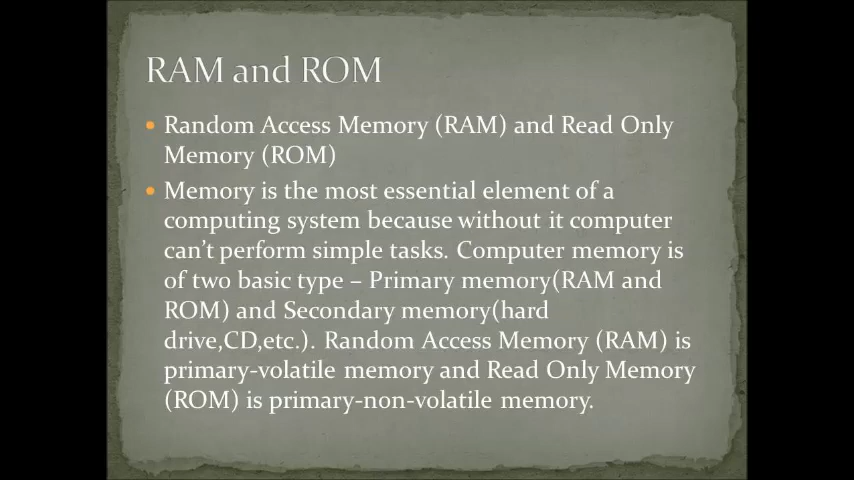 RAM and ROM
• Random Access Memory (RAM) and Read Only
Memory (ROM)
• Memory is the most essential element of a
computing system because without it computer
can’t perform simple tasks. Computer memory is
of two basic type – Primary memory(RAM and
ROM) and Secondary memory(hard
drive,CD,etc.). Random Access Memory (RAM) is
primary-volatile memory and Read Only Memory
(ROM) is primary-non-volatile memory.